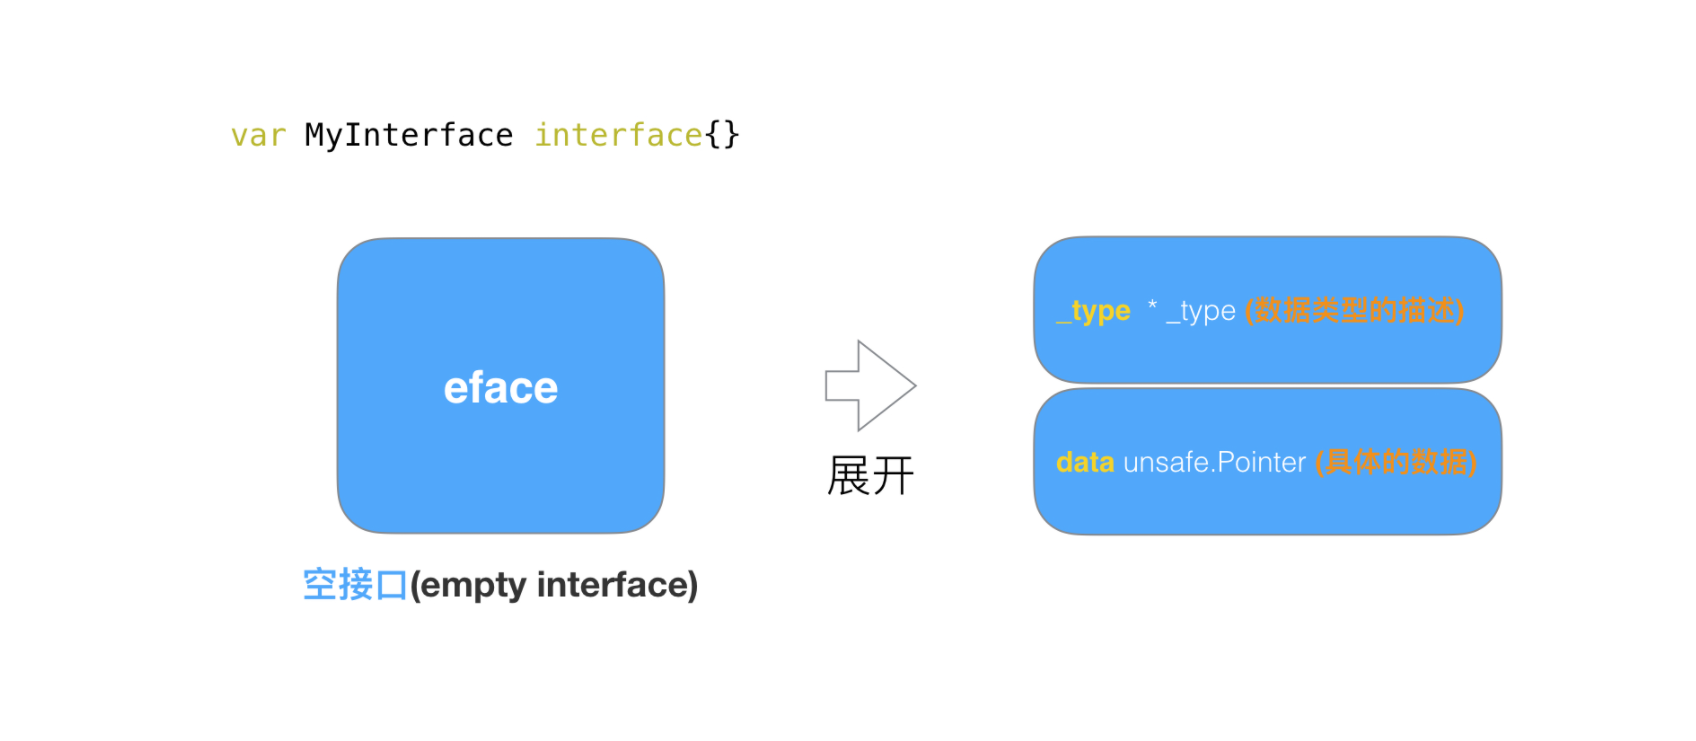 var MyInterface interface{}
eface
空接口(empty interface)
展开
_type * _type (数据类型的描述)
data unsafe.Pointer (具体的数据)